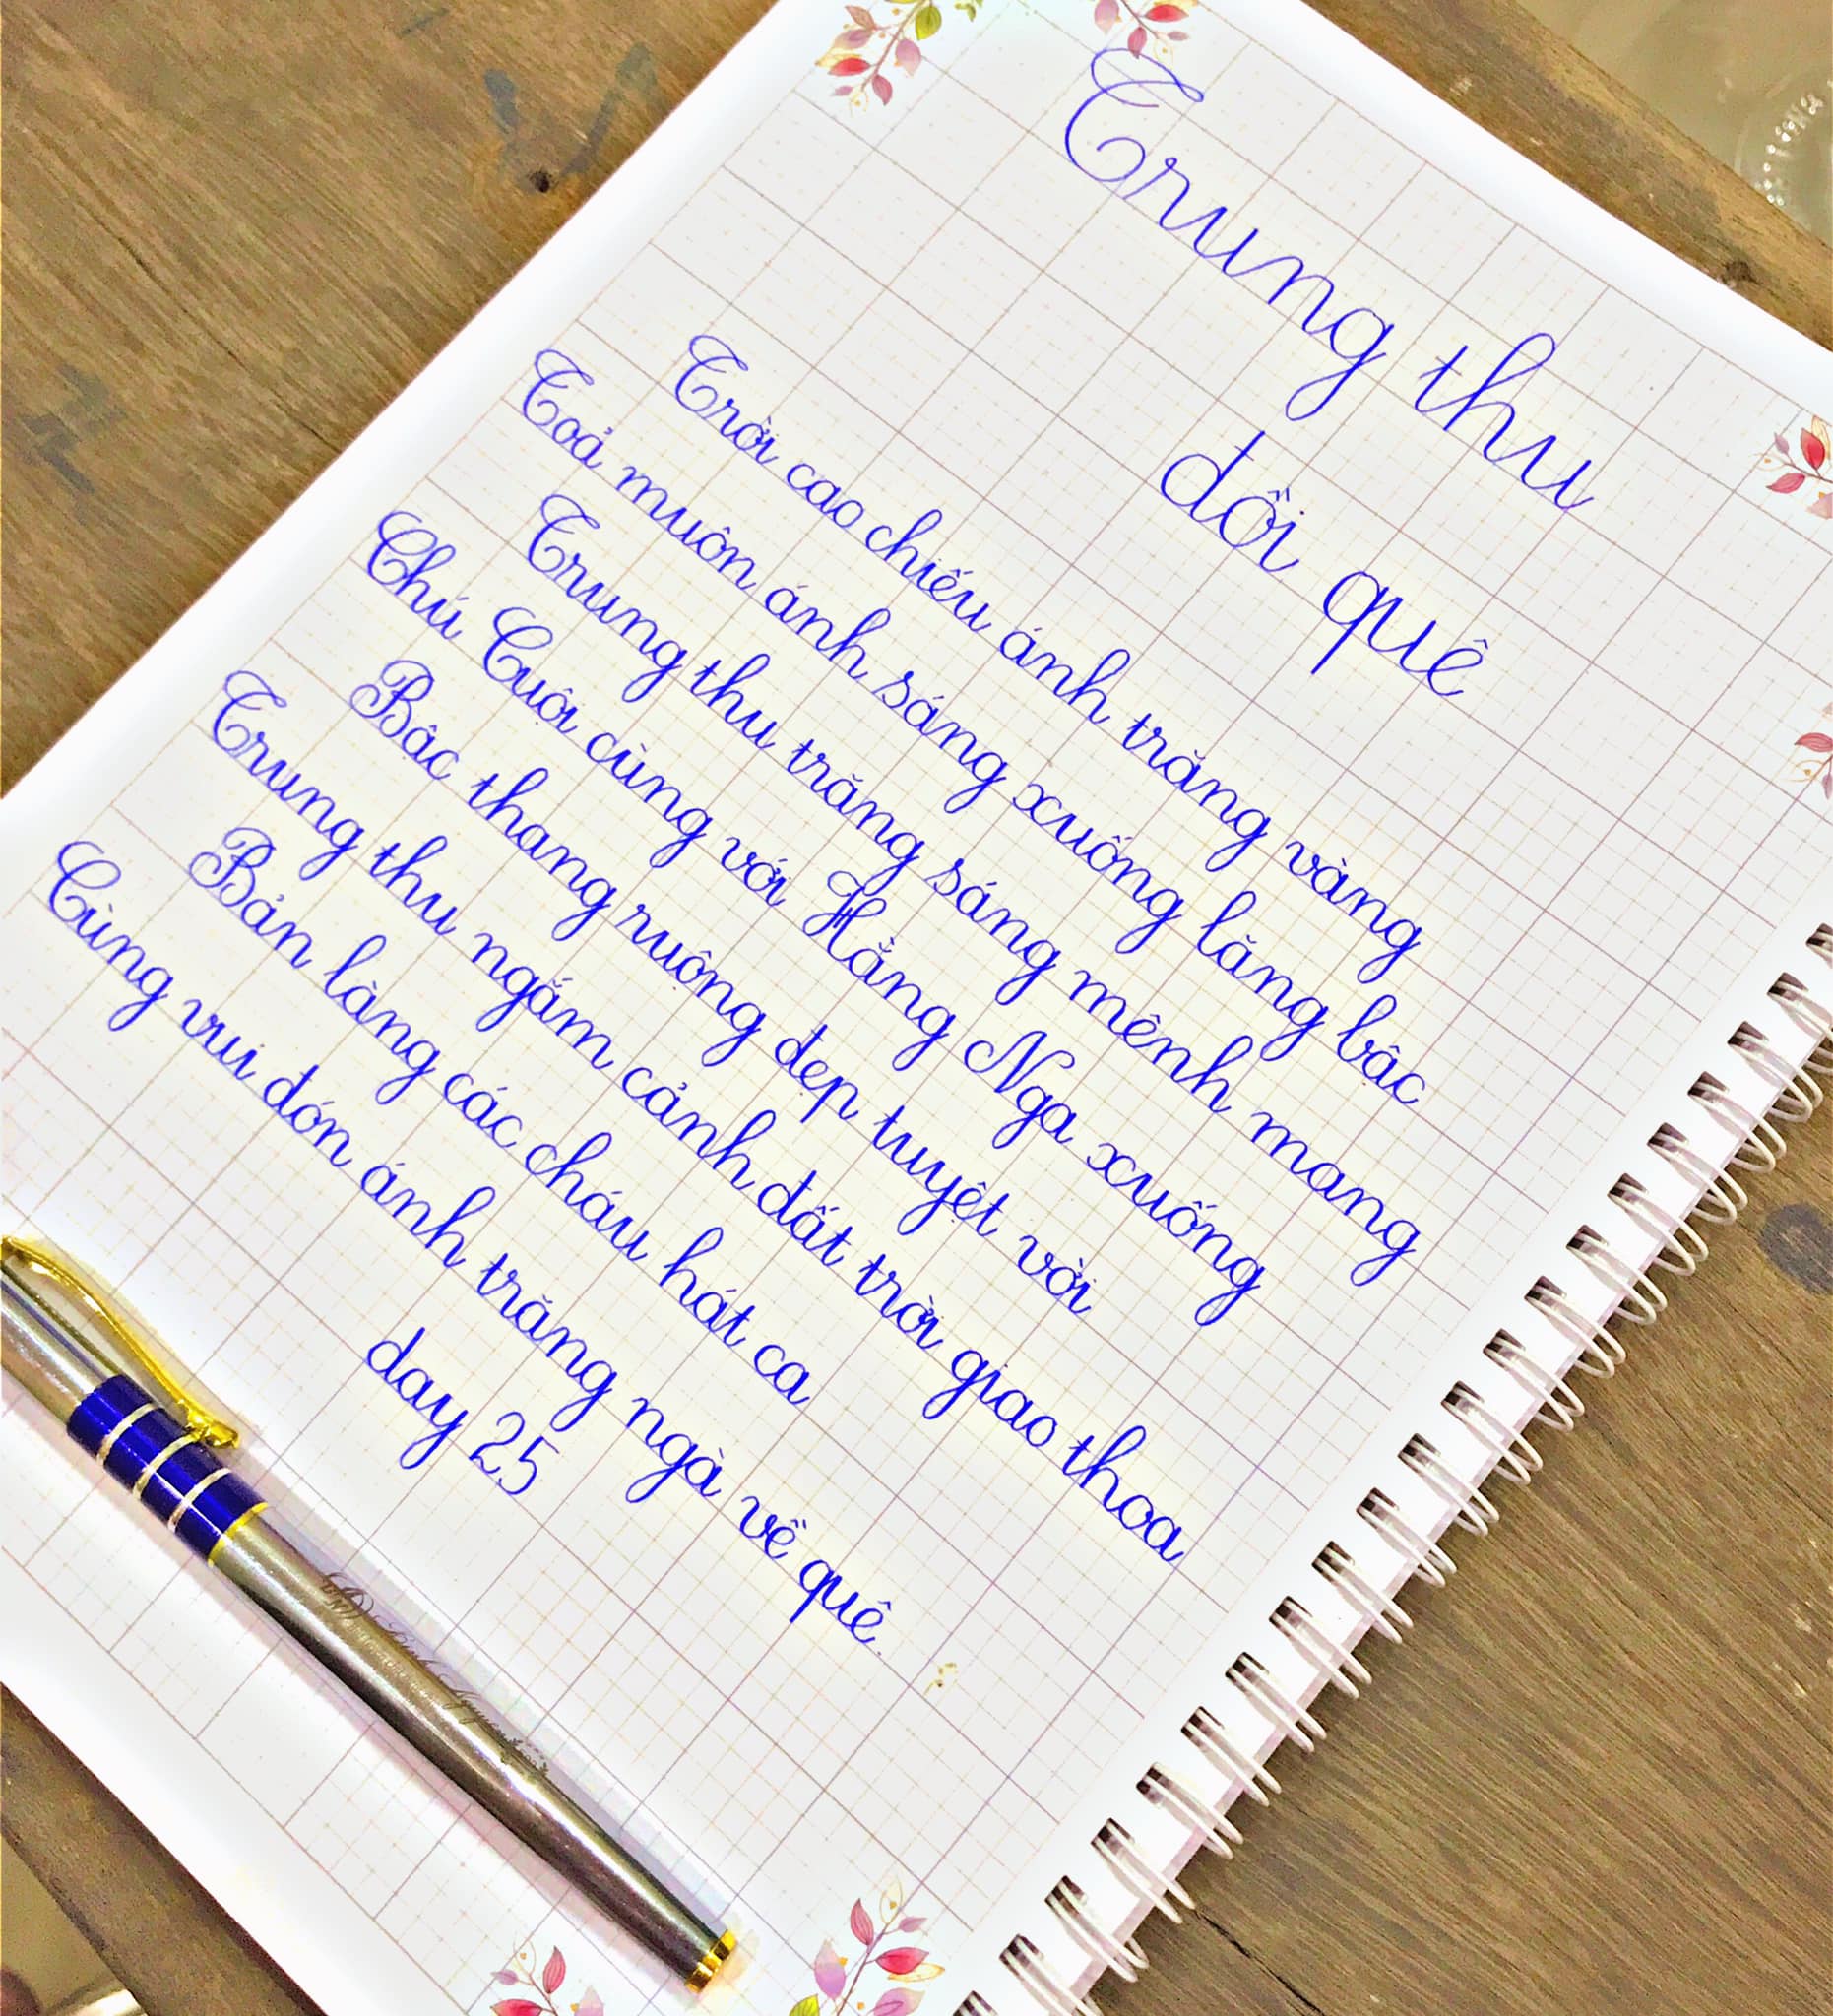 Trung thu
đồi quê
Trời cao chiếu ánh trăng vàng
Toả muôn ánh sáng xuống lăng bâc
Trung thu trăng sáng mênh mang
Chú Cuội cùng với Hằng Nga xuống
Bậc thang ruộng đẹp tuyệt vời
Trung thu ngắm cảnh đất trời giao thoa
Bản làng các cháu hát ca
Cùng vui đón ánh trăng ngà về quê.
day 25